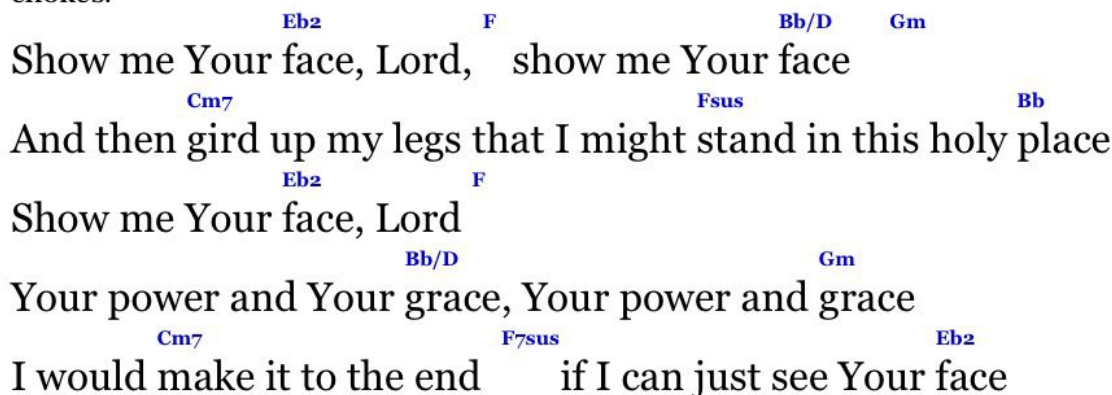 Eb2 F Bb/D Gm
Show me Your face, Lord, show me Your face
Cm7 Fsus Bb
And then gird up my legs that I might stand in this holy place
Eb2 F
Show me Your face, Lord
Bb/D Gm
Your power and Your grace, Your power and grace
Cm7 F7sus Eb2
I would make it to the end if I can just see Your face